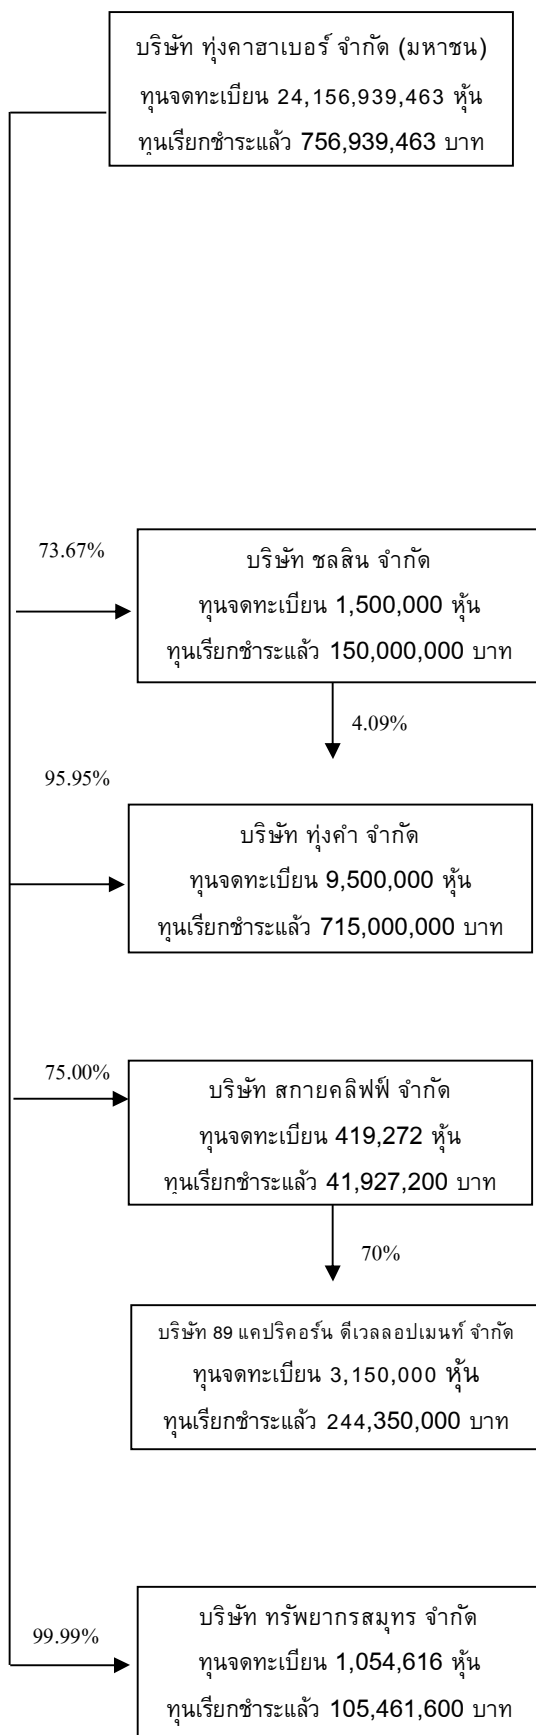 บริษัท ทุ่งคาฮาเบอร์ จำกัด (มหาชน)
ทุนจดทะเบียน 24,156,939,463 หุ้น
ทุนเรียกชำระแล้ว 756,939,463 บาท
73.67%
บริษัท ชลสิน จำกัด
ทุนจดทะเบียน 1,500,000 หุ้น
ทุนเรียกชำระแล้ว 150,000,000 บาท
4.09%
95.95%
บริษัท ทุ่งคำ จำกัด
ทุนจดทะเบียน 9,500,000 หุ้น
ทุนเรียกชำระแล้ว 715,000,000 บาท
75.00%
บริษัท สกายคลิฟฟ์ จำกัด
ทุนจดทะเบียน 419,272 หุ้น
ทุนเรียกชำระแล้ว 41,927,200 บาท
70%
บริษัท 89 แคปริคอร์น ดีเวลลอปเมนท์ จำกัด
ทุนจดทะเบียน 3,150,000 หุ้น
ทุนเรียกชำระแล้ว 244,350,000 บาท
99.99%
บริษัท ทรัพยากรสมุทร จำกัด
ทุนจดทะเบียน 1,054,616 หุ้น
ทุนเรียกชำระแล้ว 105,461,600 บาท